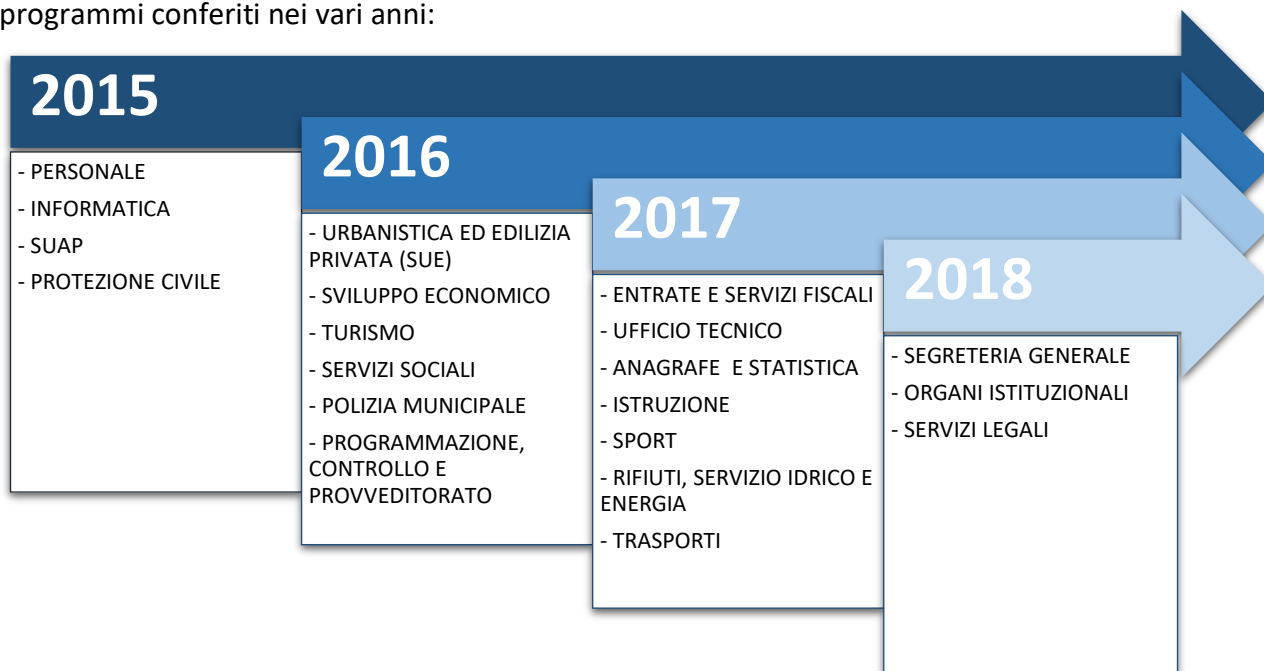 programmi conferiti nei vari anni:
2015
- PERSONALE
- INFORMATICA
- SUAP
- PROTEZIONE CIVILE
2016
- URBANISTICA ED EDILIZIA
PRIVATA (SUE)
- SVILUPPO ECONOMICO
- TURISMO
- SERVIZI SOCIALI
- POLIZIA MUNICIPALE
- PROGRAMMAZIONE,
CONTROLLO E
PROVVEDITORATO
2017
- ENTRATE E SERVIZI FISCALI
- UFFICIO TECNICO
- ANAGRAFE  E STATISTICA
- ISTRUZIONE
- SPORT
- RIFIUTI, SERVIZIO IDRICO E
ENERGIA
- TRASPORTI
2018
- SEGRETERIA GENERALE
- ORGANI ISTITUZIONALI
- SERVIZI LEGALI